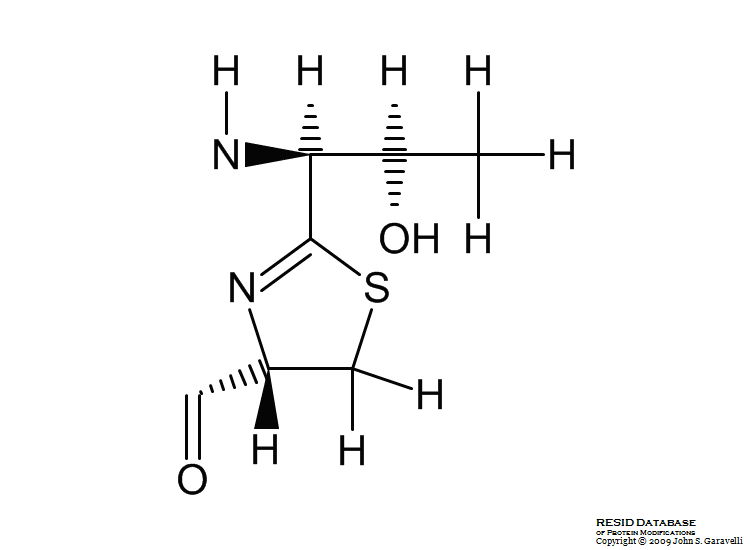 H H H H
N H
OH H
N S
H
H H
O
RESID DATABASE
OF PROTEIN MODIFICATIONS
Copyright © 2009 John S. Garavelli